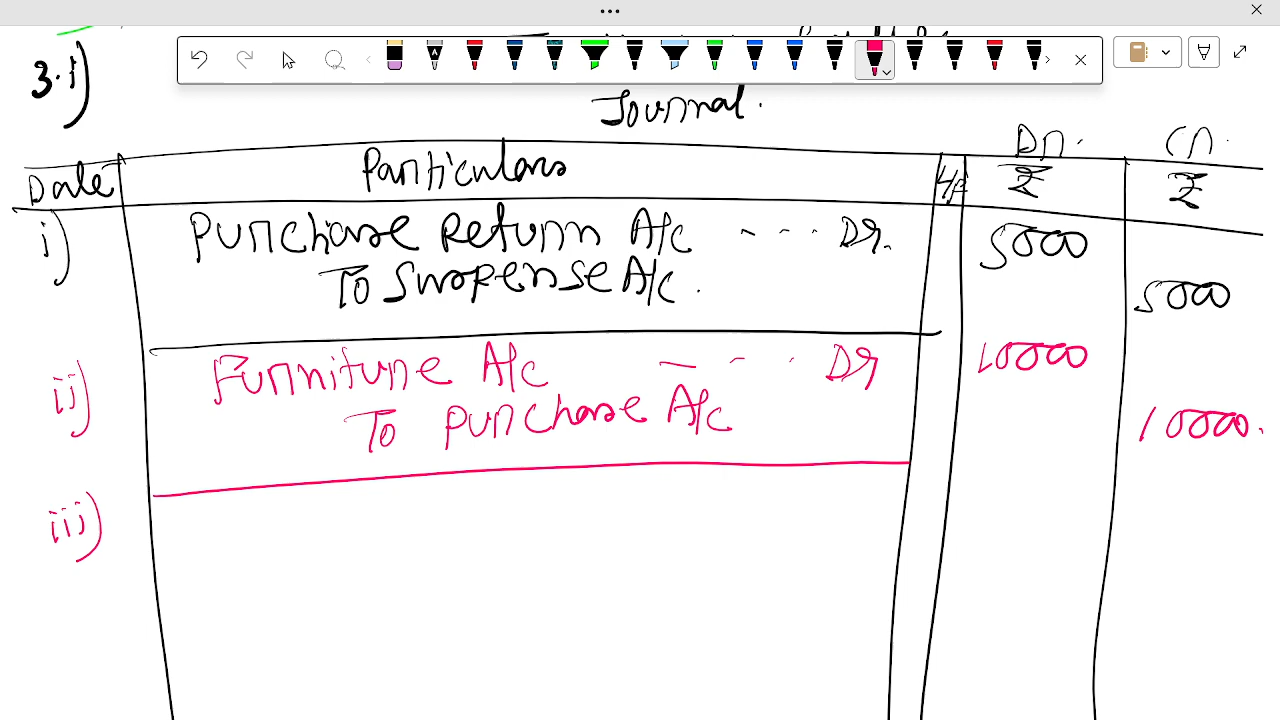 3.i)
Journal.
Dr. Cr.
Date Particulars L/F ₹ ₹
i) Purchase Return A/c - - - Dr. 5000
To Suspense A/c. 5000
ii) Furniture A/c - - - Dr 10000
To purchase A/c 10000.
iii)